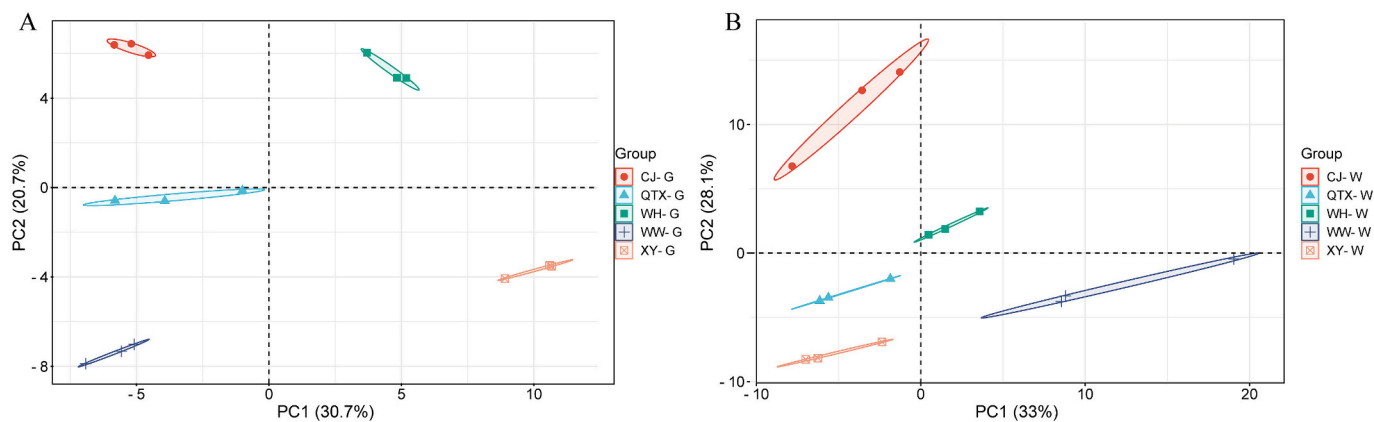 A
4
0
- 4
- 8
- 5
0
5
10
PC1 (30.7%)
PC2 (20.7%)
Group
CJ- G
QTX- G
WH- G
WW- G
XY- G
B
10
0
- 10
- 10
0
10
20
PC1 (33%)
PC2 (28.1%)
Group
CJ- W
QTX- W
WH- W
WW- W
XY- W